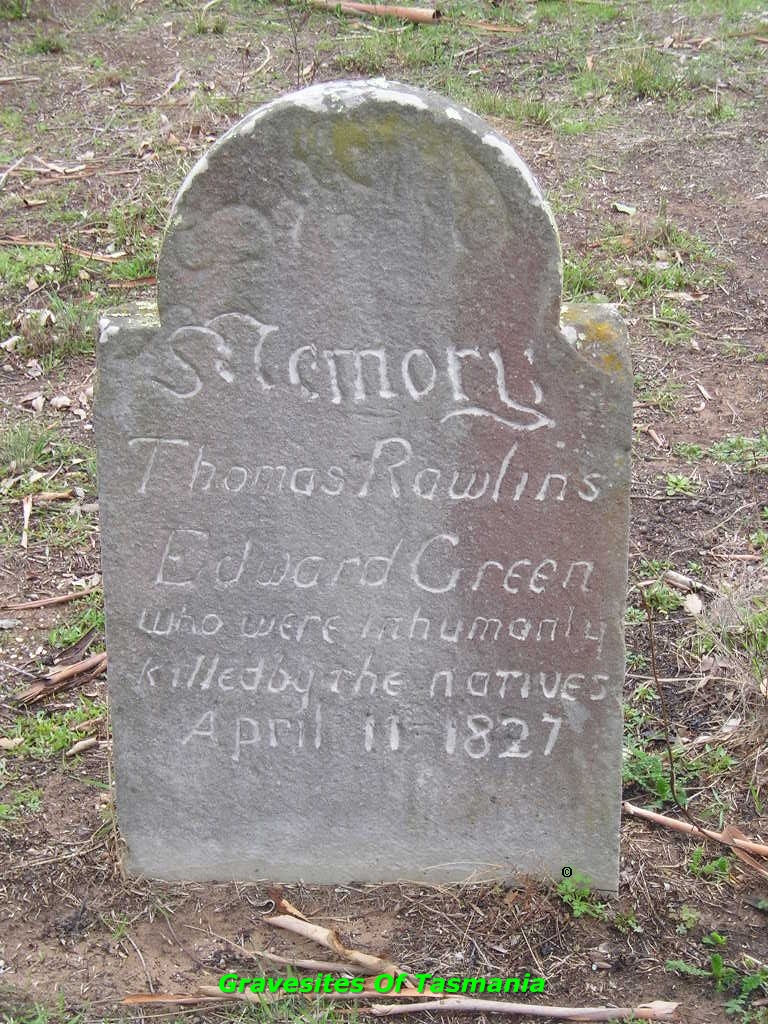 Memory
Thomas Rawlins
Edward Green
who were inhumanly
killed by the natives
April 11 - 1827
©
Gravesites Of Tasmania